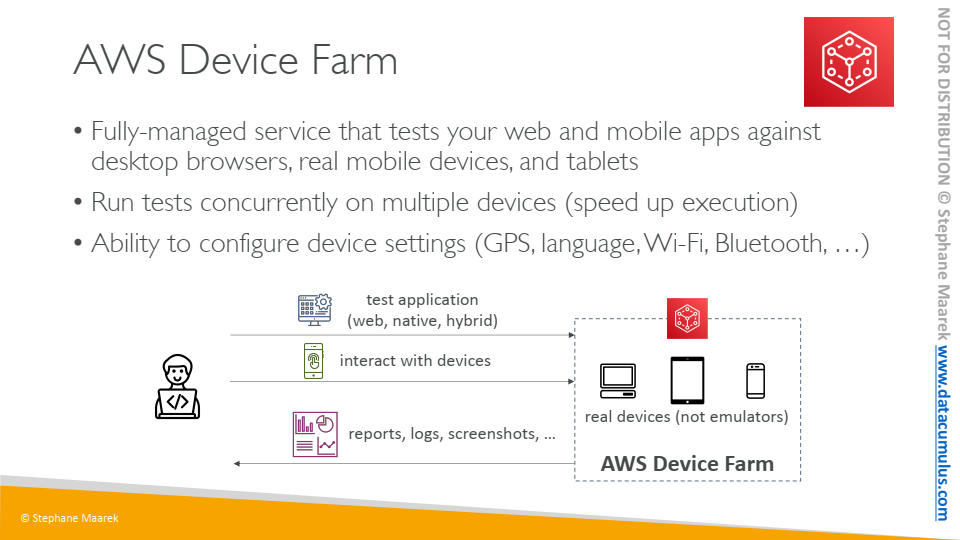 AWS Device Farm
• Fully-managed service that tests your web and mobile apps against
desktop browsers, real mobile devices, and tablets
• Run tests concurrently on multiple devices (speed up execution)
• Ability to configure device settings (GPS, language, Wi-Fi, Bluetooth, …)
test application
(web, native, hybrid)
interact with devices
reports, logs, screenshots, ...
real devices (not emulators)
AWS Device Farm
© Stephane Maarek
NOT FOR DISTRIBUTION © Stephane Maarek www.datacumulus.com